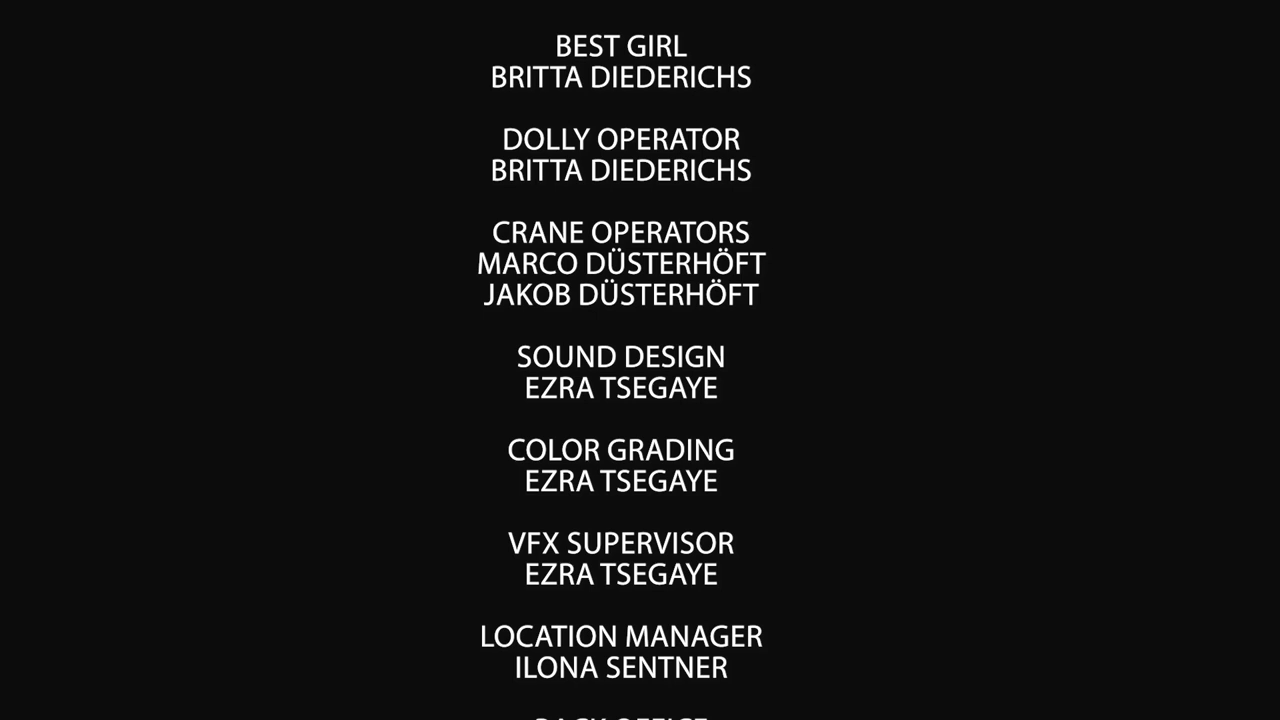 BEST GIRL
BRITTA DIEDERICHS
DOLLY OPERATOR
BRITTA DIEDERICHS
CRANE OPERATORS
MARCO DÜSTERHÖFT
JAKOB DÜSTERHÖFT
SOUND DESIGN
EZRA TSEGAYE
COLOR GRADING
EZRA TSEGAYE
VFX SUPERVISOR
EZRA TSEGAYE
LOCATION MANAGER
ILONA SENTNER